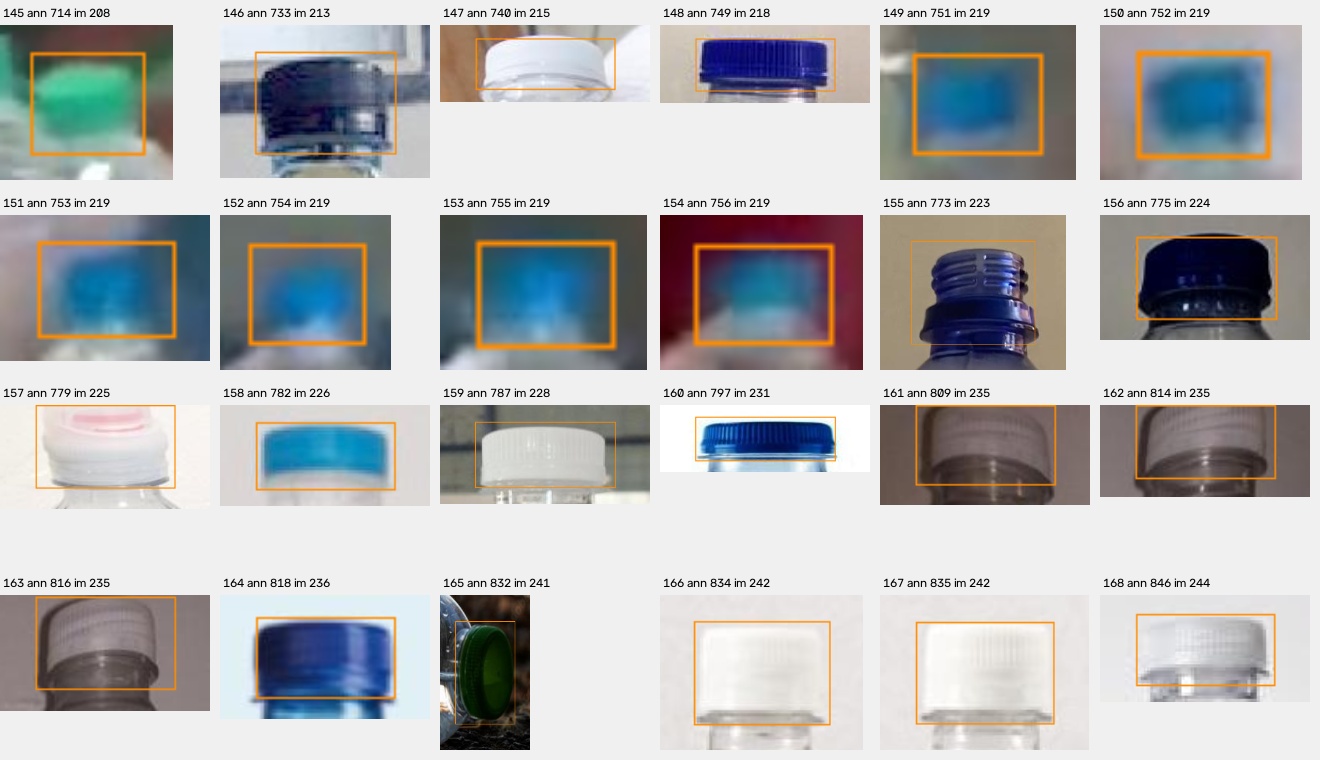 145 ann 714 im 208
146 ann 733 im 213
147 ann 740 im 215
148 ann 749 im 218
149 ann 751 im 219
150 ann 752 im 219
151 ann 753 im 219
152 ann 754 im 219
153 ann 755 im 219
154 ann 756 im 219
155 ann 773 im 223
156 ann 775 im 224
157 ann 779 im 225
158 ann 782 im 226
159 ann 787 im 228
160 ann 797 im 231
161 ann 809 im 235
162 ann 814 im 235
163 ann 816 im 235
164 ann 818 im 236
165 ann 832 im 241
166 ann 834 im 242
167 ann 835 im 242
168 ann 846 im 244